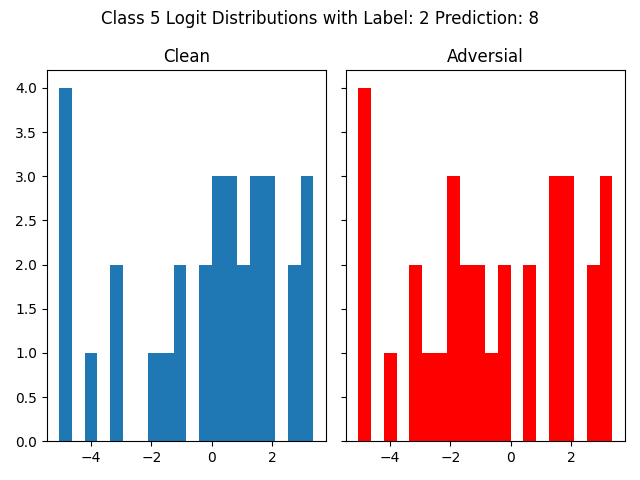 Class 5 Logit Distributions with Label: 2 Prediction: 8
Clean
Adversial
4.0
3.5
3.0
2.5
2.0
1.5
1.0
0.5
0.0
−4 −2 0 2
−4 −2 0 2